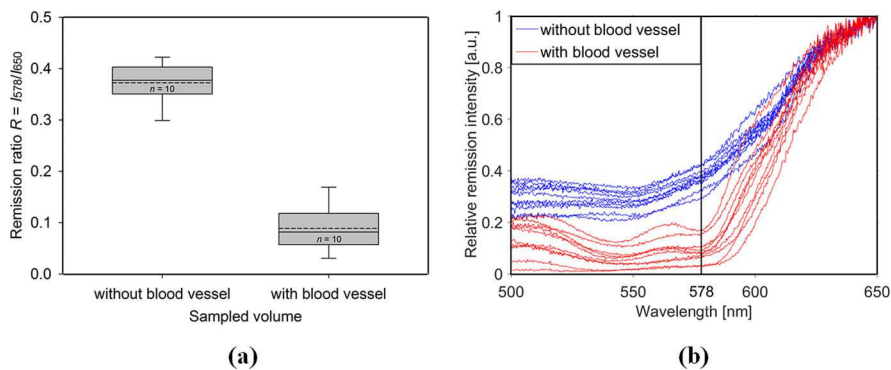 0.5
0.4
0.3
0.2
0.1
0.0
Remission ratio R = I578/I650
n = 10
n = 10
without blood vessel
with blood vessel
Sampled volume
(a)
1
0.8
0.6
0.4
0.2
0
Relative remission intensity [a.u.]
without blood vessel
with blood vessel
500
550
578
600
650
Wavelength [nm]
(b)